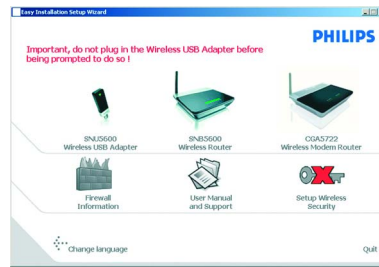 Easy Installation Setup Wizard
PHILIPS
Important, do not plug in the Wireless USB Adapter before
being prompted to do so !
SNU5600
Wireless USB Adapter
SNB5600
Wireless Router
CGA5722
Wireless Modem Router
Firewall
Information
User Manual
and Support
Setup Wireless
Security
Change language
Quit